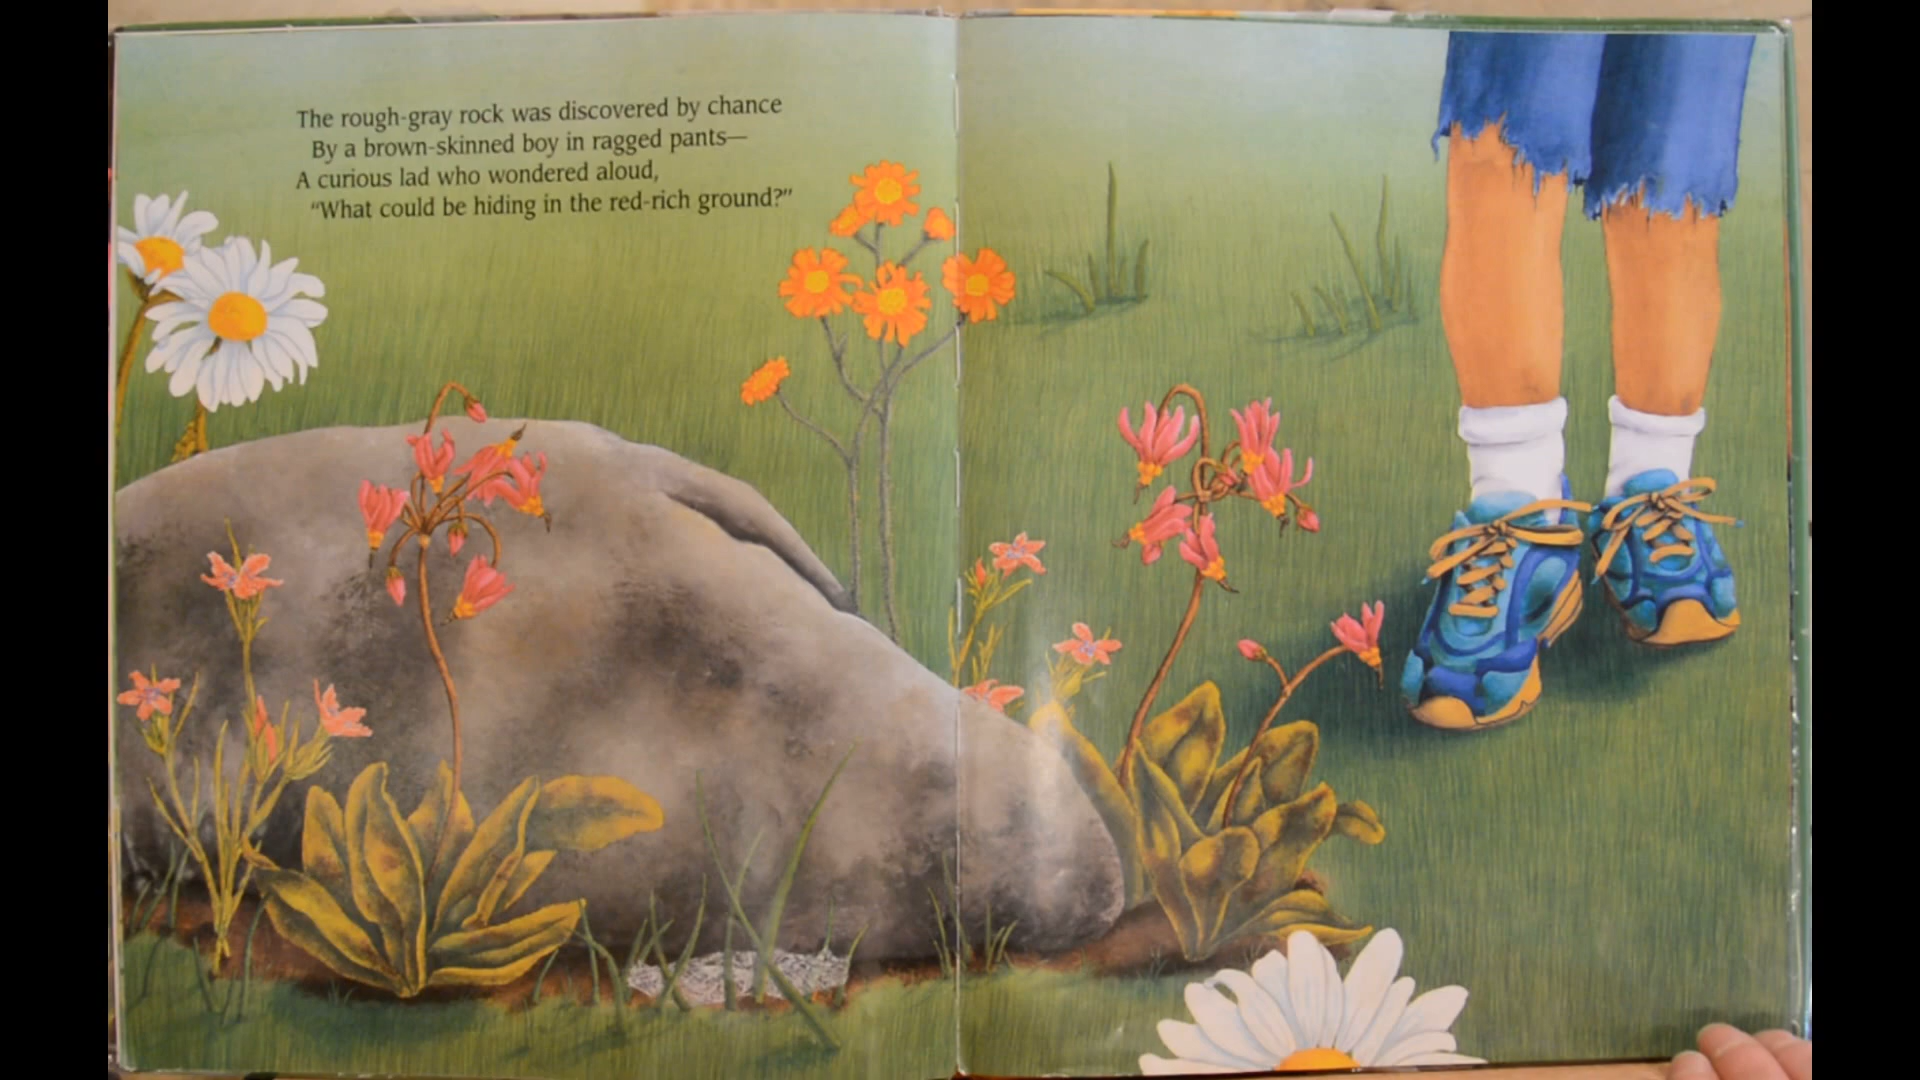 The rough-gray rock was discovered by chance
By a brown-skinned boy in ragged pants—
A curious lad who wondered aloud,
“What could be hiding in the red-rich ground?”